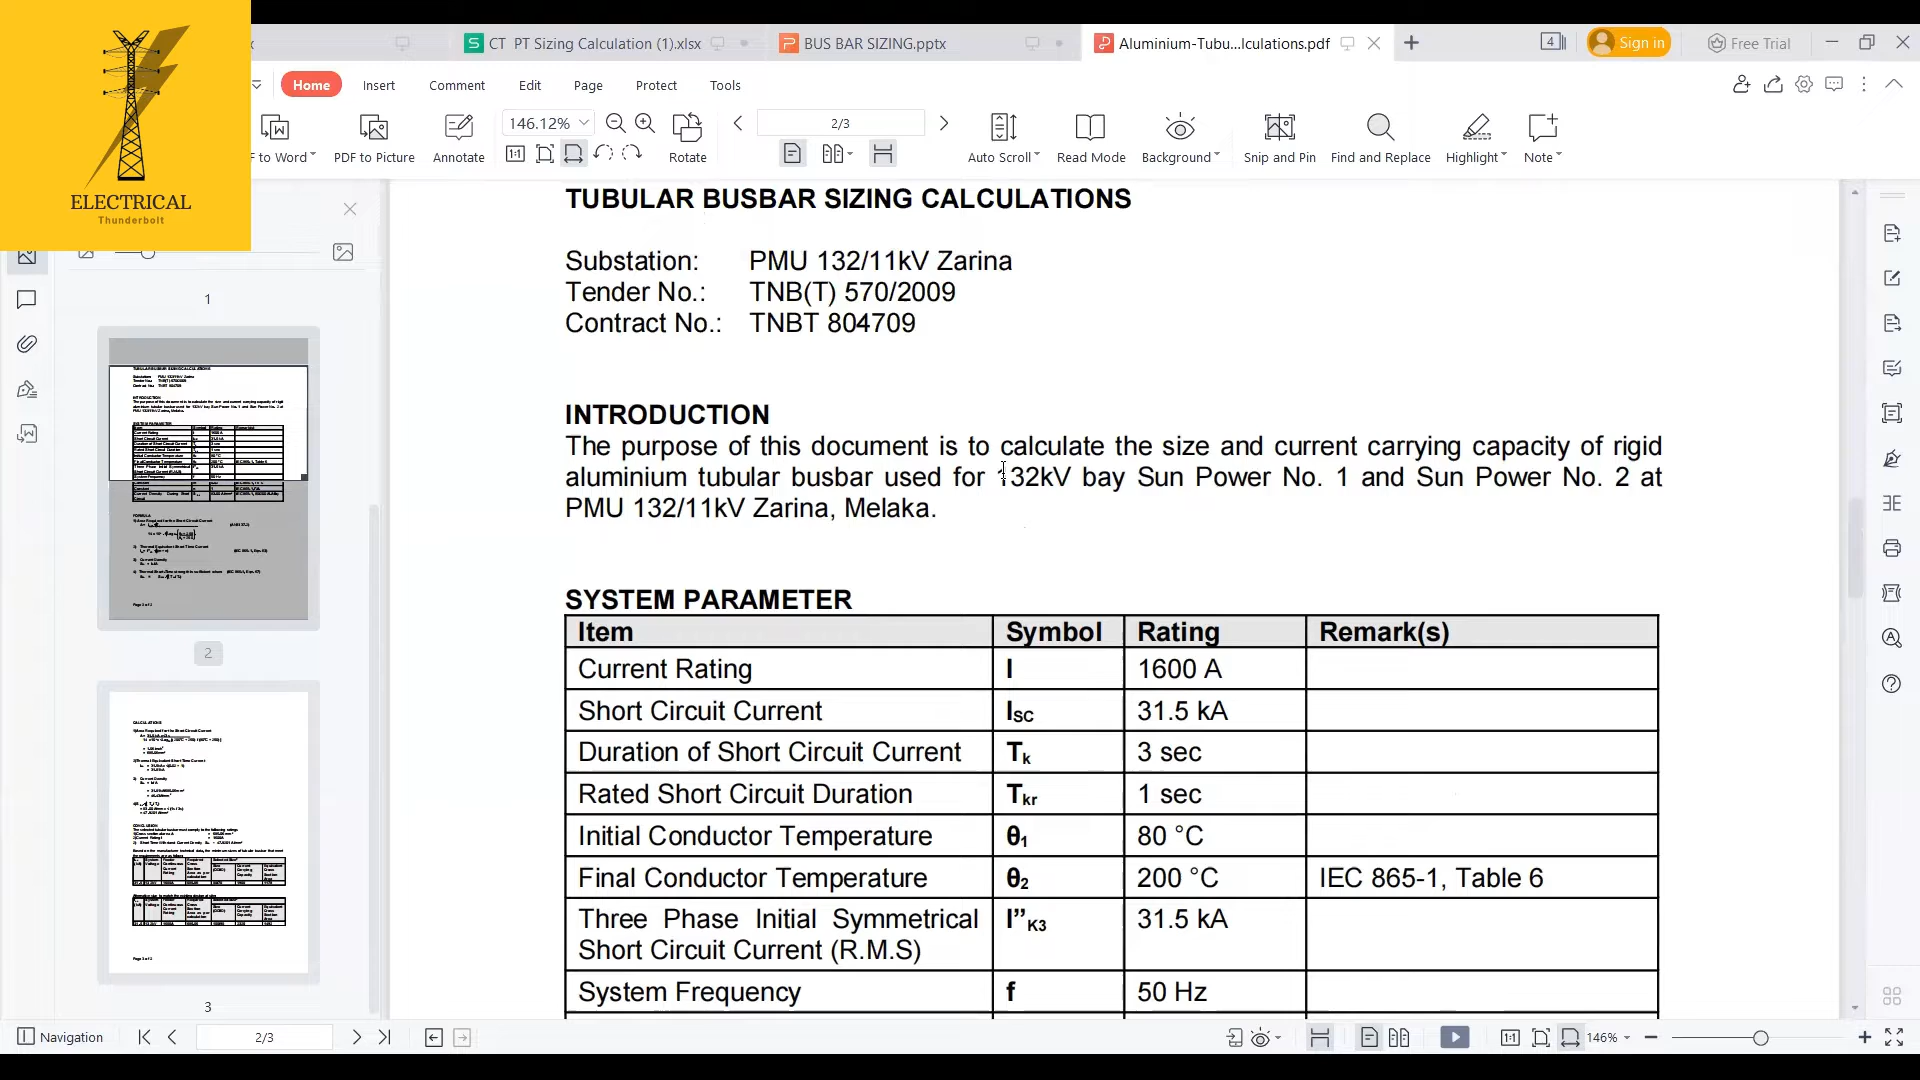 CT PT Sizing Calculation (1).xlsx
BUS BAR SIZING.pptx
Aluminium-Tubu...lculations.pdf
4
Sign in
Free Trial
Home
Insert
Comment
Edit
Page
Protect
Tools
146.12%
2/3
F to Word
PDF to Picture
Annotate
Rotate
Auto Scroll
Read Mode
Background
Snip and Pin
Find and Replace
Highlight
Note
ELECTRICAL
Thunderbolt
1
2
3
TUBULAR BUSBAR SIZING CALCULATIONS
Substation: PMU 132/11kV Zarina
Tender No.: TNB(T) 570/2009
Contract No.: TNBT 804709
INTRODUCTION
The purpose of this document is to calculate the size and current carrying capacity of rigid
aluminium tubular busbar used for 132kV bay Sun Power No. 1 and Sun Power No. 2 at
PMU 132/11kV Zarina, Melaka.
SYSTEM PARAMETER
Item Symbol Rating Remark(s)
Current Rating I 1600 A
Short Circuit Current ISC 31.5 kA
Duration of Short Circuit Current Tk 3 sec
Rated Short Circuit Duration Tkr 1 sec
Initial Conductor Temperature θ1 80 °C
Final Conductor Temperature θ2 200 °C IEC 865-1, Table 6
Three Phase Initial Symmetrical I”K3 31.5 kA
Short Circuit Current (R.M.S)
System Frequency f 50 Hz
Navigation
2/3
146%